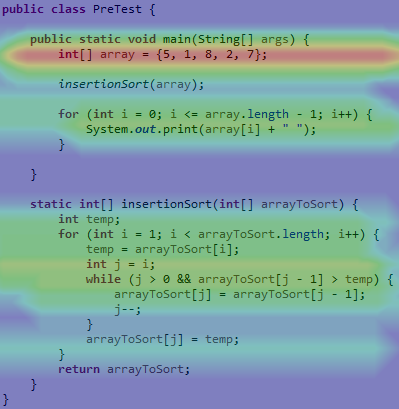 public class PreTest {
public static void main(String[] args) {
int[] array = {5, 1, 8, 2, 7};
insertionSort(array);
for (int i = 0; i <= array.length - 1; i++) {
System.out.print(array[i] + " ");
}
}
static int[] insertionSort(int[] arrayToSort) {
int temp;
for (int i = 1; i < arrayToSort.length; i++) {
temp = arrayToSort[i];
int j = i;
while (j > 0 && arrayToSort[j - 1] > temp) {
arrayToSort[j] = arrayToSort[j - 1];
j--;
}
arrayToSort[j] = temp;
}
return arrayToSort;
}
}